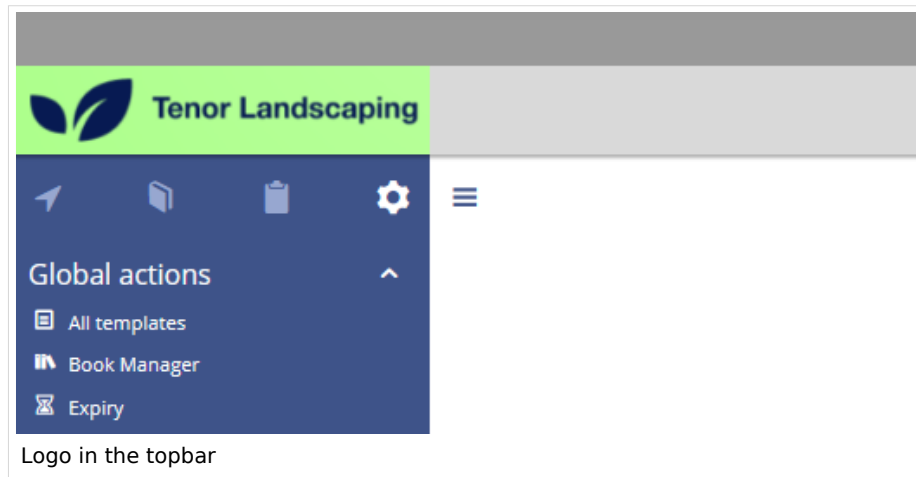 Tenor Landscaping
Global actions
All templates
Book Manager
Expiry
Logo in the topbar